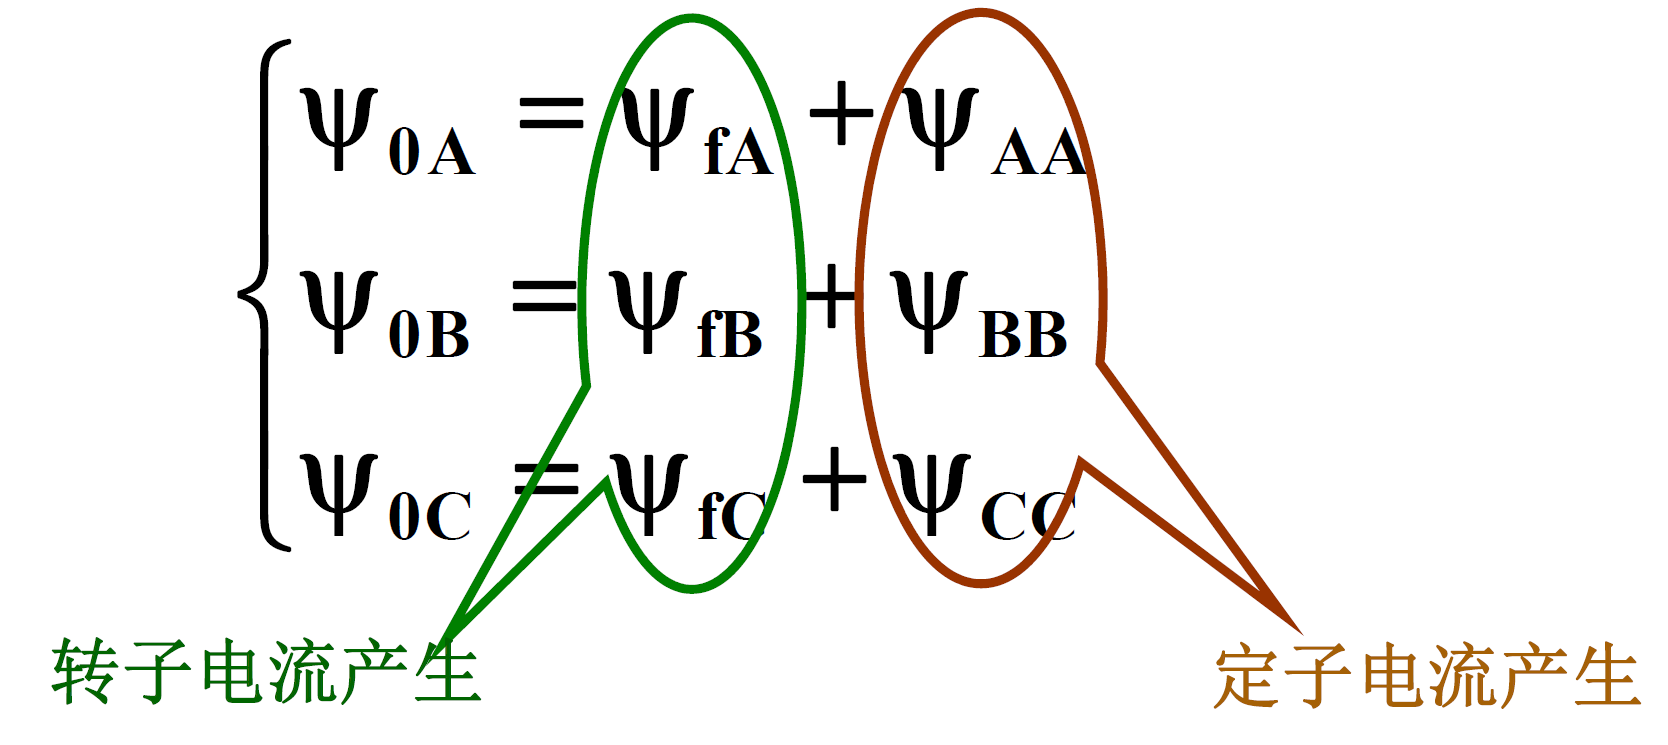 ψ0A = ψfA + ψAA
ψ0B = ψfB + ψBB
ψ0C = ψfC + ψCC
转子电流产生 定子电流产生